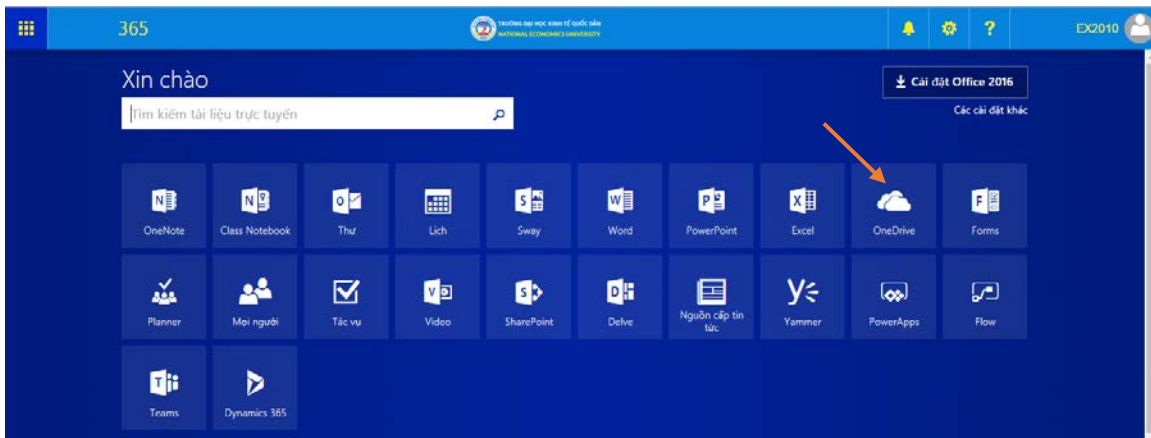 365
TRƯỜNG ĐẠI HỌC KINH TẾ QUỐC DÂN
NATIONAL ECONOMICS UNIVERSITY
?
EX2010
Xin chào
Cài đặt Office 2016
Tìm kiếm tài liệu trực tuyến
Các cài đặt khác
OneNote
Class Notebook
Thư
Lịch
Sway
Word
PowerPoint
Excel
OneDrive
Forms
Planner
Mọi người
Tác vụ
Video
SharePoint
Delve
Nguồn cấp tin
tức
Yammer
PowerApps
Flow
Teams
Dynamics 365